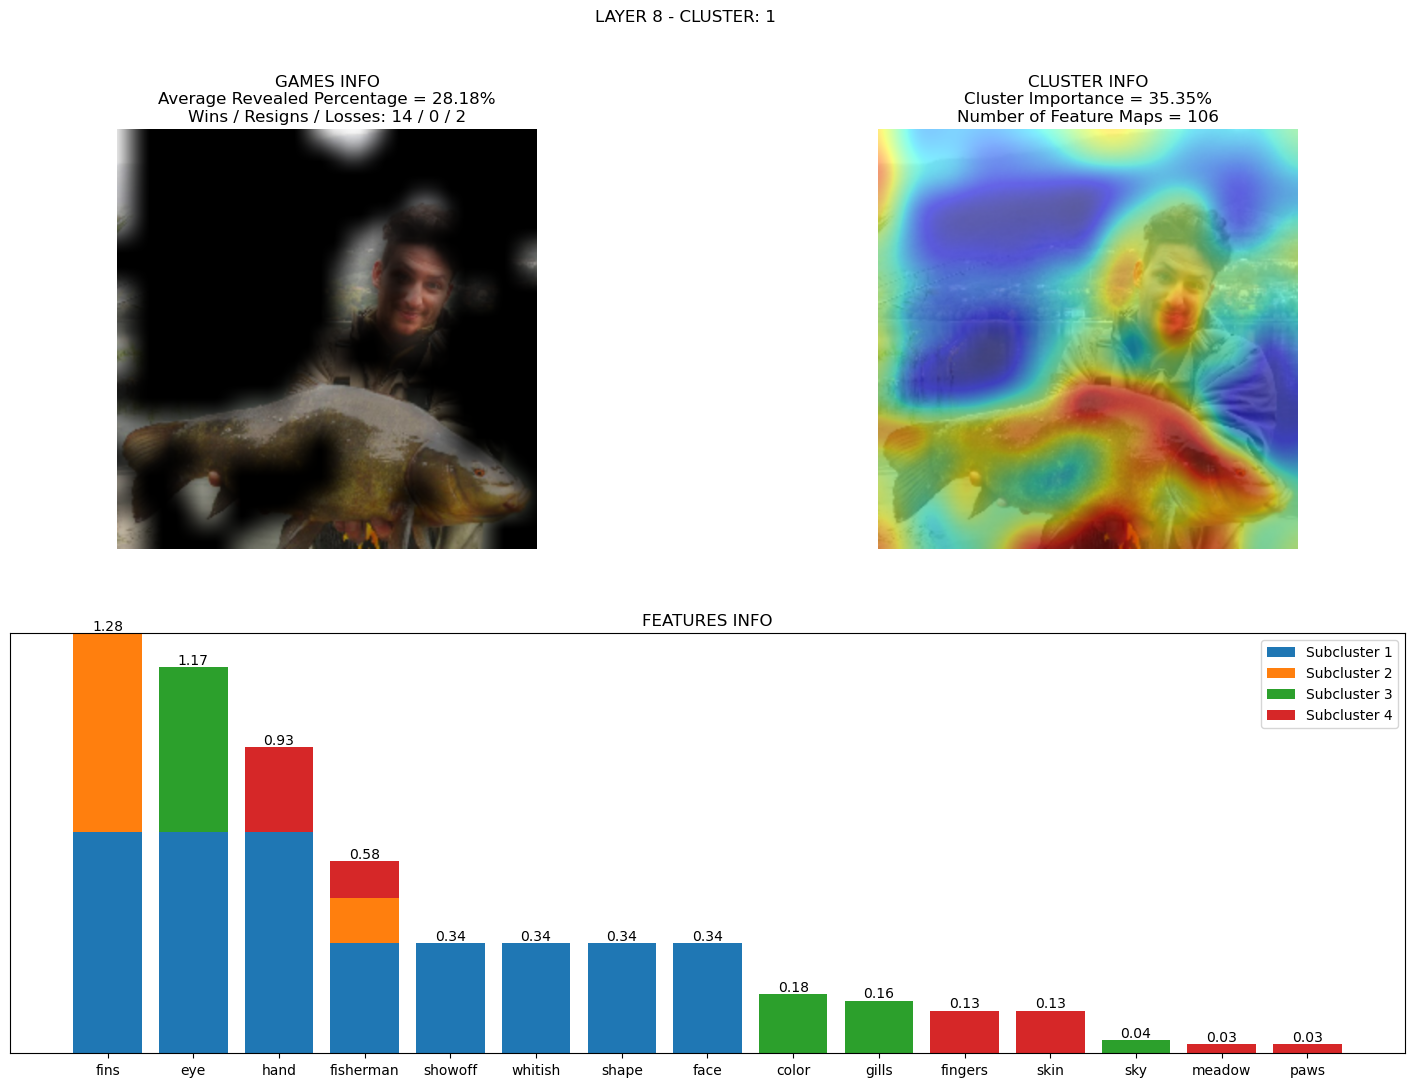 LAYER 8 - CLUSTER: 1
GAMES INFO
Average Revealed Percentage = 28.18%
Wins / Resigns / Losses: 14 / 0 / 2
CLUSTER INFO
Cluster Importance = 35.35%
Number of Feature Maps = 106
FEATURES INFO
1.28
1.17
0.93
0.58
0.34
0.34
0.34
0.34
0.18
0.16
0.13
0.13
0.04
0.03
0.03
Subcluster 1
Subcluster 2
Subcluster 3
Subcluster 4
fins
eye
hand
fisherman
showoff
whitish
shape
face
color
gills
fingers
skin
sky
meadow
paws